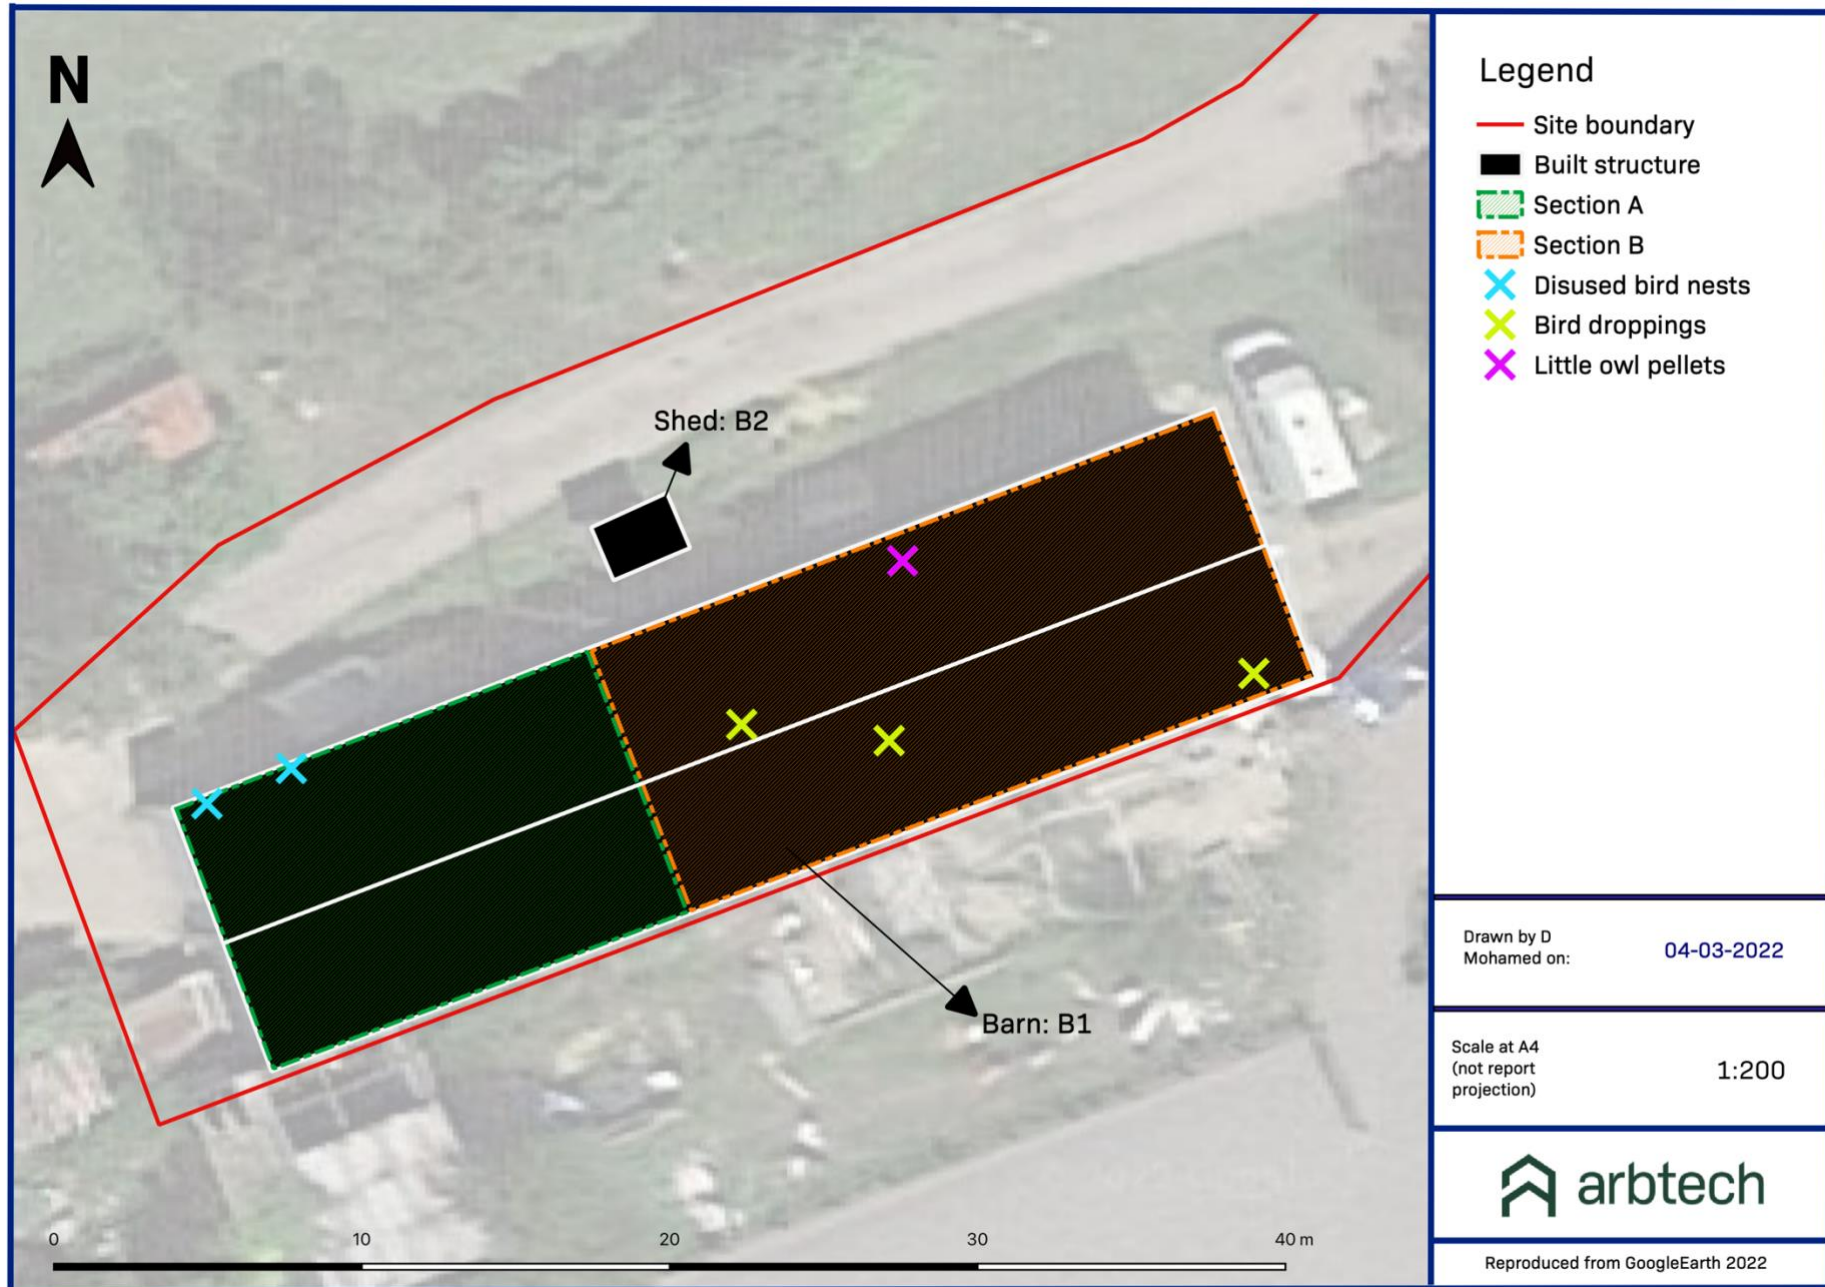 N
Shed: B2
Barn: B1
0 10 20 30 40 m
Legend
Site boundary
Built structure
Section A
Section B
Disused bird nests
Bird droppings
Little owl pellets
Drawn by D
Mohamed on:
04-03-2022
Scale at A4
(not report
projection)
1:200
arbtech
Reproduced from GoogleEarth 2022